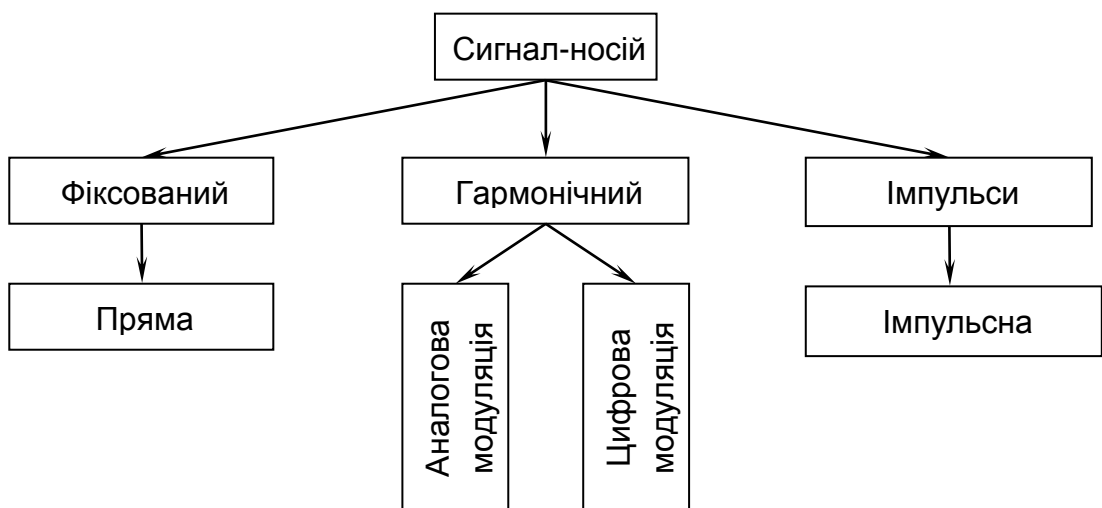 Сигнал-носій
Фіксований
Гармонічний
Імпульси
Пряма
Аналогова
модуляція
Цифрова
модуляція
Імпульсна